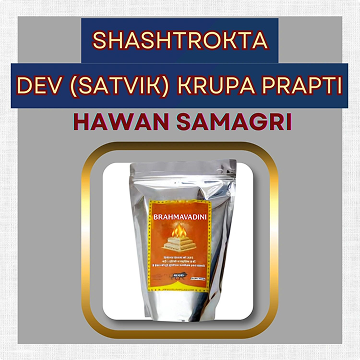 SHASHTROKTA
DEV (SATVIK) KRUPA PRAPTI
HAWAN SAMAGRI
BRAHMAVADINI